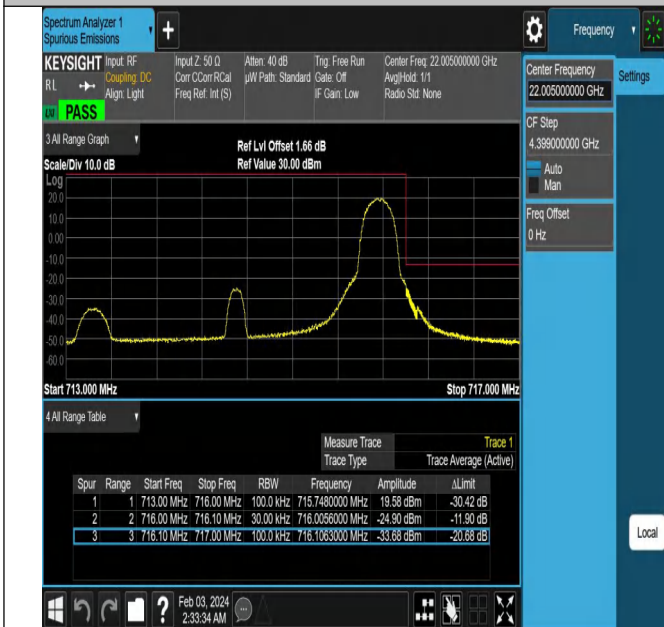 Spectrum Analyzer 1
Spurious Emissions
+
Frequency
KEYSIGHT
RL
Input: RF
Coupling: DC
Align: Light
Input Z: 50 Ω
Corr CCorr RCal
Freq Ref: Int (S)
Atten: 40 dB
µW Path: Standard
Trig: Free Run
Gate: Off
IF Gain: Low
Center Freq: 22.005000000 GHz
Avg|Hold: 1/1
Radio Std: None
PASS
Center Frequency
22.005000000 GHz
Settings
CF Step
4.399000000 GHz
Auto
Man
Freq Offset
0 Hz
3 All Range Graph
Scale/Div 10.0 dB
Ref Lvl Offset 1.66 dB
Ref Value 30.00 dBm
Log
20.0
10.0
0.00
-10.0
-20.0
-30.0
-40.0
-50.0
-60.0
Start 713.000 MHz
Stop 717.000 MHz
4 All Range Table
Measure Trace Trace 1
Trace Type Trace Average (Active)
Spur Range Start Freq Stop Freq RBW Frequency Amplitude ΔLimit
1 1 713.00 MHz 716.00 MHz 100.0 kHz 715.7480000 MHz 19.58 dBm -30.42 dB
2 2 716.00 MHz 716.10 MHz 30.00 kHz 716.0056000 MHz -24.90 dBm -11.90 dB
3 3 716.10 MHz 717.00 MHz 100.0 kHz 716.1063000 MHz -33.68 dBm -20.68 dB
Local
?
Feb 03, 2024
2:33:34 AM